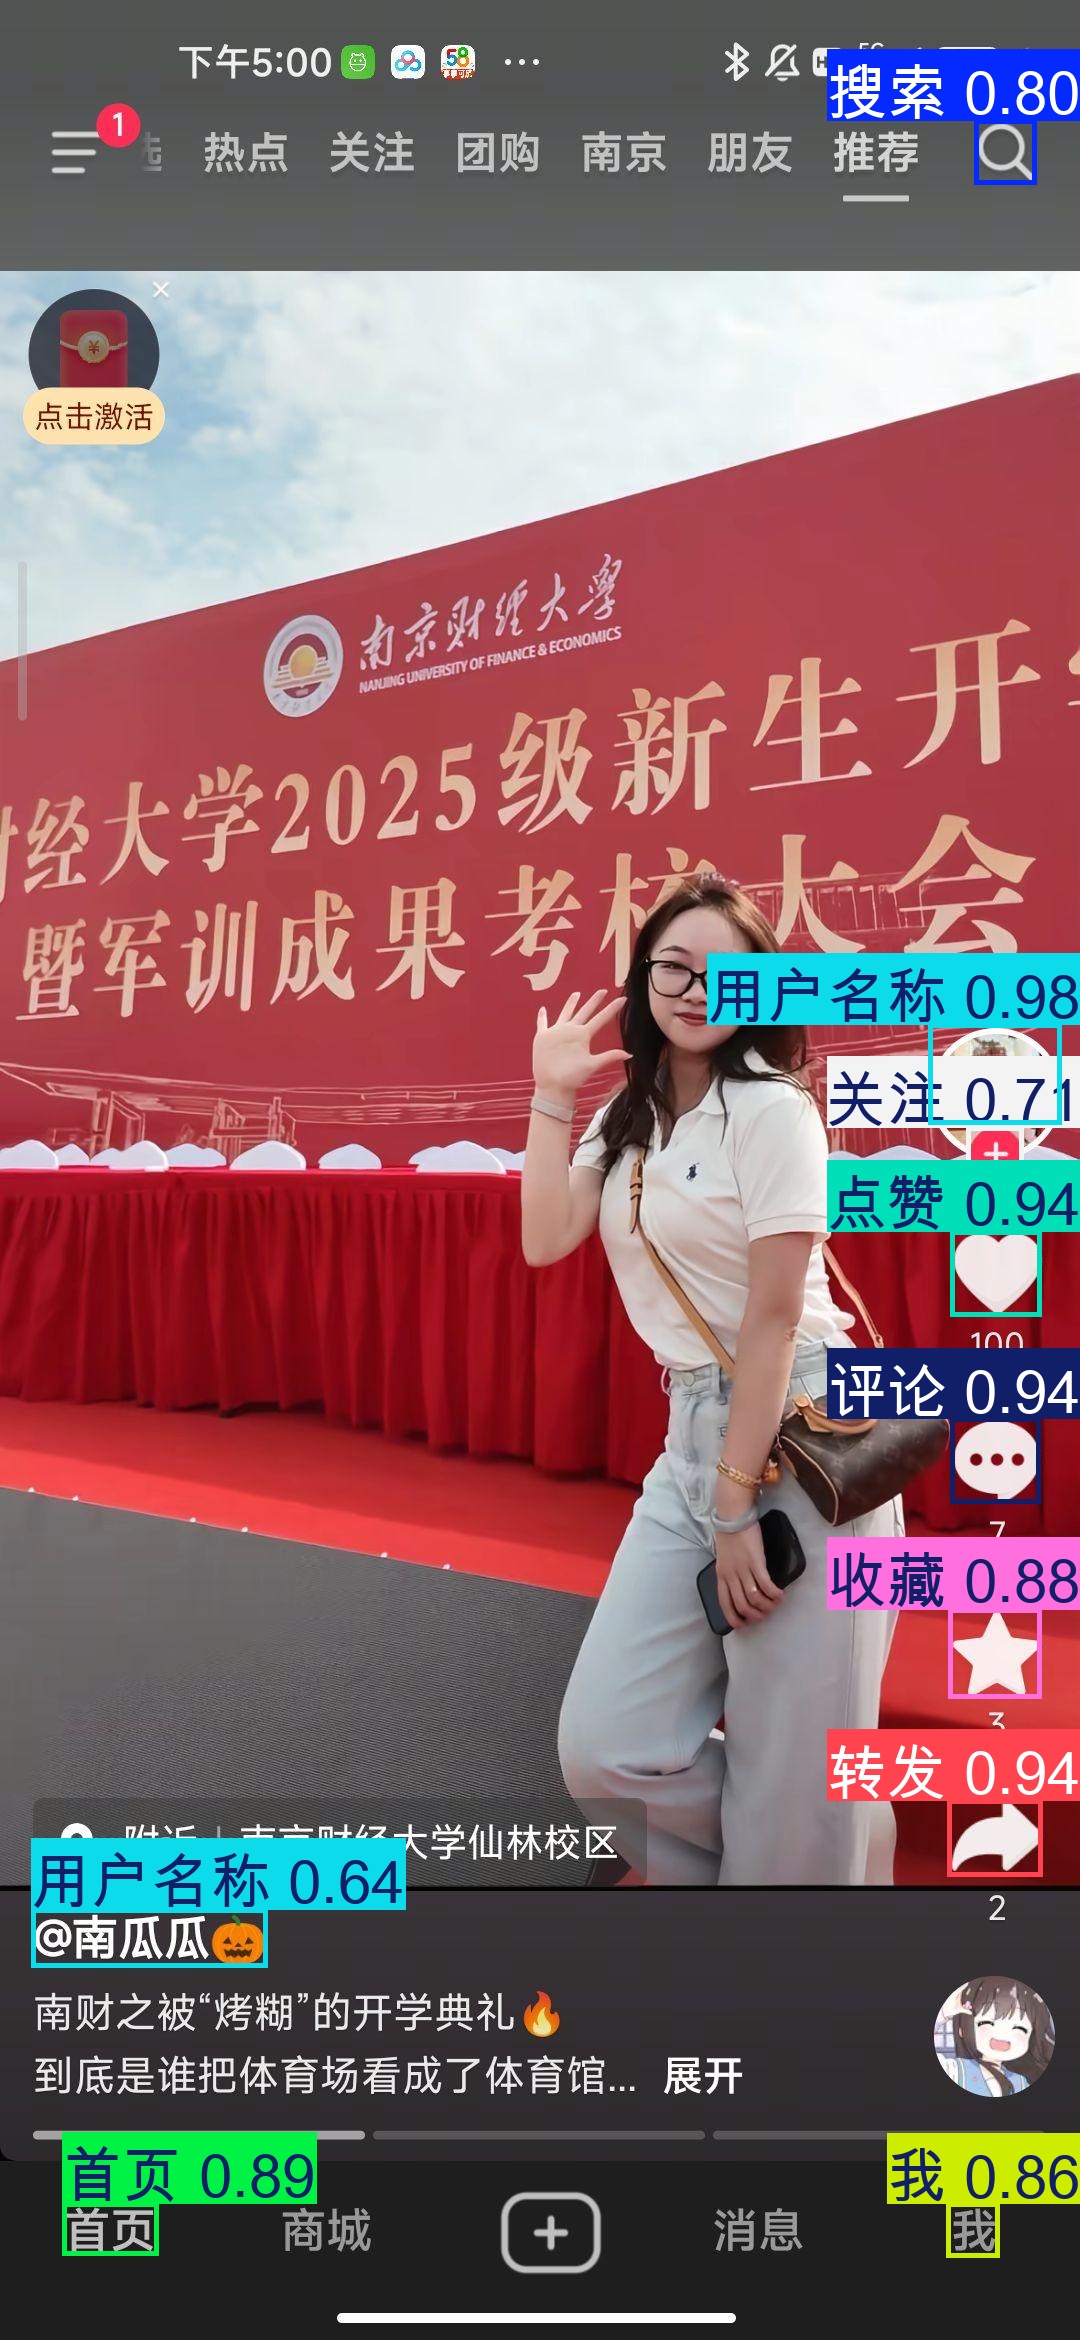 下午5:00
搜索 0.80
1
热点 关注 团购 南京 朋友 推荐
点击激活
南京财经大學
NANJING UNIVERSITY OF FINANCE & ECONOMICS
财经大学2025级新生开学
暨军训成果考核大会
用户名称 0.98
关注 0.71
点赞 0.94
100
评论 0.94
7
收藏 0.88
3
转发 0.94
附近 | 南京财经大学仙林校区
用户名称 0.64
2
@南瓜瓜🎃
南财之被“烤糊”的开学典礼🔥
到底是谁把体育场看成了体育馆... 展开
首页 0.89
我 0.86
首页 商城 消息 我